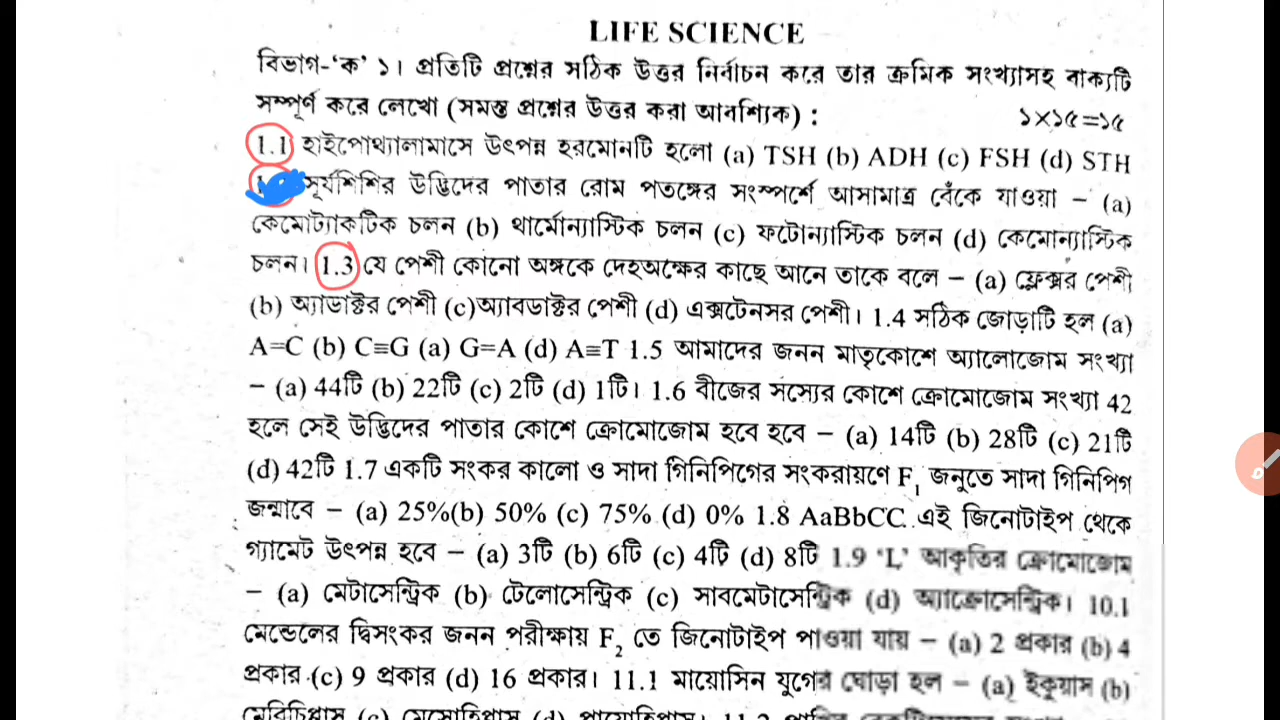 LIFE SCIENCE
বিভাগ-‘ক’ ১। প্রতিটি প্রশ্নের সঠিক উত্তর নির্বাচন করে তার ক্রমিক সংখ্যাসহ বাক্যটি
সম্পূর্ণ করে লেখো (সমস্ত প্রশ্নের উত্তর করা আবশ্যিক) : ১×১৫=১৫
1.1 হাইপোথ্যালামাসে উৎপন্ন হরমোনটি হলো (a) TSH (b) ADH (c) FSH (d) STH
সূর্যশিশির উদ্ভিদের পাতার রোম পতঙ্গের সংস্পর্শে আসামাত্র বেঁকে যাওয়া – (a)
কেমোট্যাকটিক চলন (b) থার্মোন্যাস্টিক চলন (c) ফটোন্যাস্টিক চলন (d) কেমোন্যাস্টিক
চলন। 1.3 যে পেশী কোনো অঙ্গকে দেহঅক্ষের কাছে আনে তাকে বলে – (a) ফ্লেক্সর পেশী
(b) অ্যাডাক্টর পেশী (c)অ্যাবডাক্টর পেশী (d) এক্সটেনসর পেশী। 1.4 সঠিক জোড়াটি হল (a)
A=C (b) C≡G (a) G=A (d) A≡T 1.5 আমাদের জনন মাতৃকোশে অ্যালোজোম সংখ্যা
– (a) 44টি (b) 22টি (c) 2টি (d) 1টি। 1.6 বীজের সস্যের কোশে ক্রোমোজোম সংখ্যা 42
হলে সেই উদ্ভিদের পাতার কোশে ক্রোমোজোম হবে হবে – (a) 14টি (b) 28টি (c) 21টি
(d) 42টি 1.7 একটি সংকর কালো ও সাদা গিনিপিগের সংকরায়ণে F₁ জনুতে সাদা গিনিপিগ
জন্মাবে – (a) 25%(b) 50% (c) 75% (d) 0% 1.8 AaBbCC এই জিনোটাইপ থেকে
গ্যামেট উৎপন্ন হবে – (a) 3টি (b) 6টি (c) 4টি (d) 8টি 1.9 ‘L’ আকৃতির ক্রোমোজোম
– (a) মেটাসেন্ট্রিক (b) টেলোসেন্ট্রিক (c) সাবমেটাসেন্ট্রিক (d) অ্যাক্রোসেন্ট্রিক। 10.1
মেন্ডেলের দ্বিসংকর জনন পরীক্ষায় F₂ তে জিনোটাইপ পাওয়া যায় – (a) 2 প্রকার (b) 4
প্রকার (c) 9 প্রকার (d) 16 প্রকার। 11.1 মায়োসিন যুগের ঘোড়া হল – (a) ইকুয়াস (b)